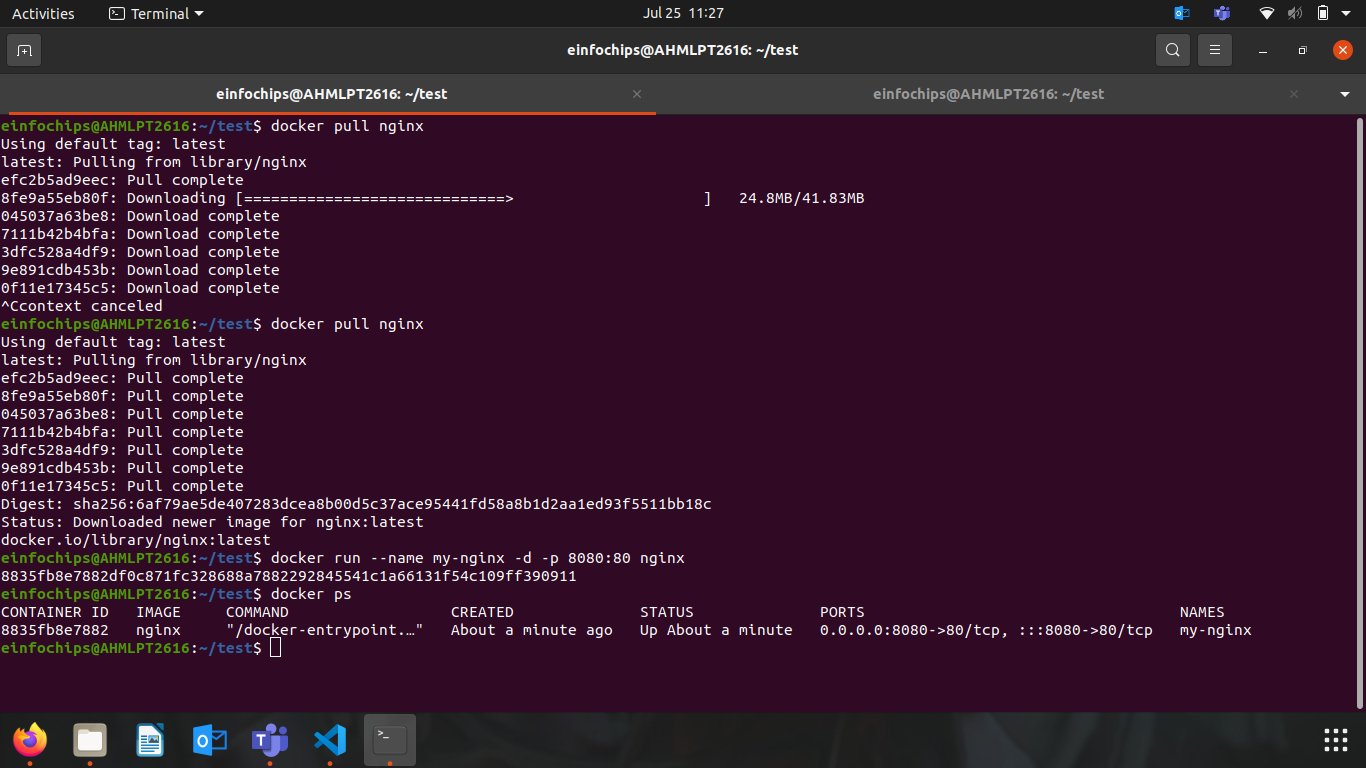 Activities Terminal Jul 25 11:27
einfochips@AHMLPT2616: ~/test
einfochips@AHMLPT2616: ~/test einfochips@AHMLPT2616: ~/test
einfochips@AHMLPT2616:~/test$ docker pull nginx
Using default tag: latest
latest: Pulling from library/nginx
efc2b5ad9eec: Pull complete
8fe9a55eb80f: Downloading [=============================>                     ]   24.8MB/41.83MB
045037a63be8: Download complete
7111b42b4bfa: Download complete
3dfc528a4df9: Download complete
9e891cdb453b: Download complete
0f11e17345c5: Download complete
^Ccontext canceled
einfochips@AHMLPT2616:~/test$ docker pull nginx
Using default tag: latest
latest: Pulling from library/nginx
efc2b5ad9eec: Pull complete
8fe9a55eb80f: Pull complete
045037a63be8: Pull complete
7111b42b4bfa: Pull complete
3dfc528a4df9: Pull complete
9e891cdb453b: Pull complete
0f11e17345c5: Pull complete
Digest: sha256:6af79ae5de407283dcea8b00d5c37ace95441fd58a8b1d2aa1ed93f5511bb18c
Status: Downloaded newer image for nginx:latest
docker.io/library/nginx:latest
einfochips@AHMLPT2616:~/test$ docker run --name my-nginx -d -p 8080:80 nginx
8835fb8e7882df0c871fc328688a7882292845541c1a66131f54c109ff390911
einfochips@AHMLPT2616:~/test$ docker ps
CONTAINER ID   IMAGE     COMMAND                  CREATED              STATUS              PORTS                                   NAMES
8835fb8e7882   nginx     "/docker-entrypoint.…"   About a minute ago   Up About a minute   0.0.0.0:8080->80/tcp, :::8080->80/tcp   my-nginx
einfochips@AHMLPT2616:~/test$